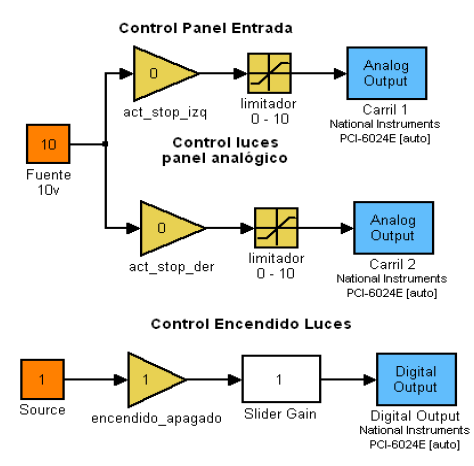 Control Panel Entrada
0
act_stop_izq
limitador
0 - 10
Analog
Output
Carril 1
National Instruments
PCI-6024E [auto]
10
Fuente
10v
Control luces
panel analógico
0
act_stop_der
limitador
0 - 10
Analog
Output
Carril 2
National Instruments
PCI-6024E [auto]
Control Encendido Luces
1
Source
1
encendido_apagado
1
Slider Gain
Digital
Output
Digital Output
National Instruments
PCI-6024E [auto]